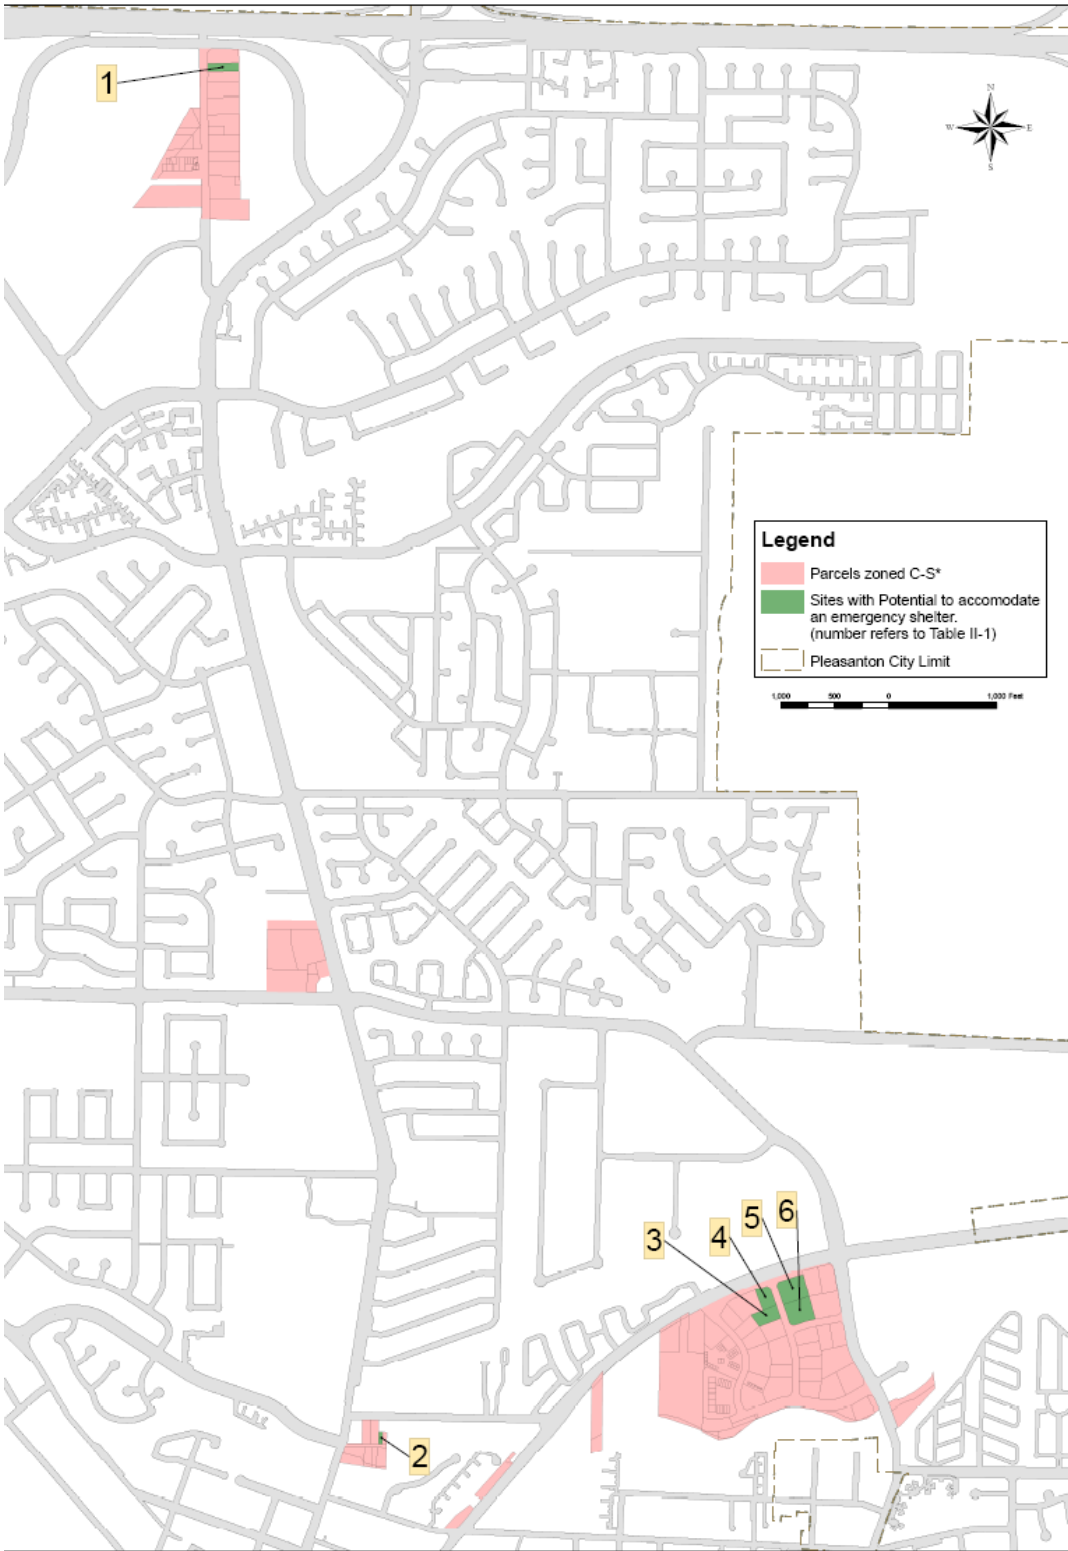 1
N
W E
S
Legend
Parcels zoned C-S*
Sites with Potential to accomodate
an emergency shelter.
(number refers to Table II-1)
Pleasanton City Limit
1,000 500 0 1,000 Feet
3 4 5 6
2